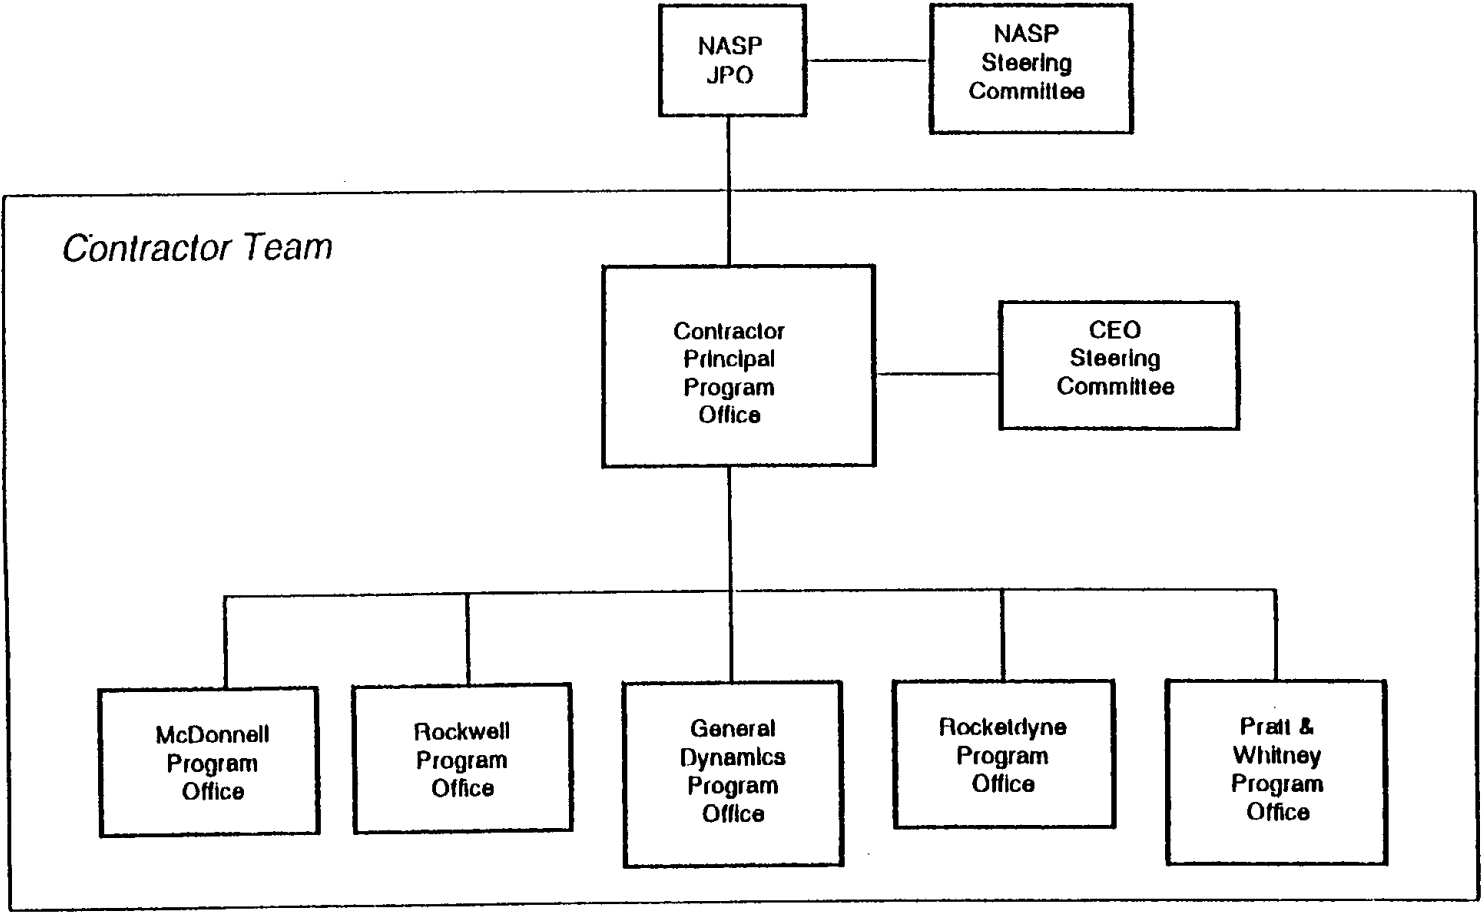 NASP
JPO
NASP
Steering
Committee
Contractor Team
Contractor
Principal
Program
Office
CEO
Steering
Committee
McDonnell
Program
Office
Rockwell
Program
Office
General
Dynamics
Program
Office
Rocketdyne
Program
Office
Pratt &
Whitney
Program
Office